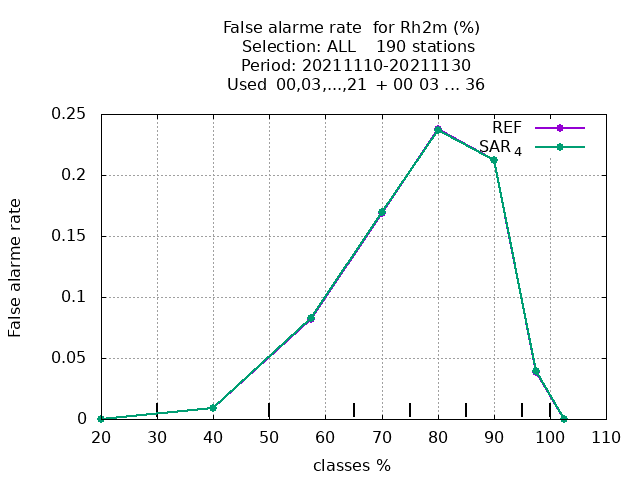 False alarme rate  for Rh2m (%)
Selection: ALL    190 stations
Period: 20211110-20211130
Used  00,03,...,21  + 00 03 ... 36
0.25
0.2
0.15
0.1
0.05
0
False alarme rate
REF
SAR 4
20 30 40 50 60 70 80 90 100 110
classes %